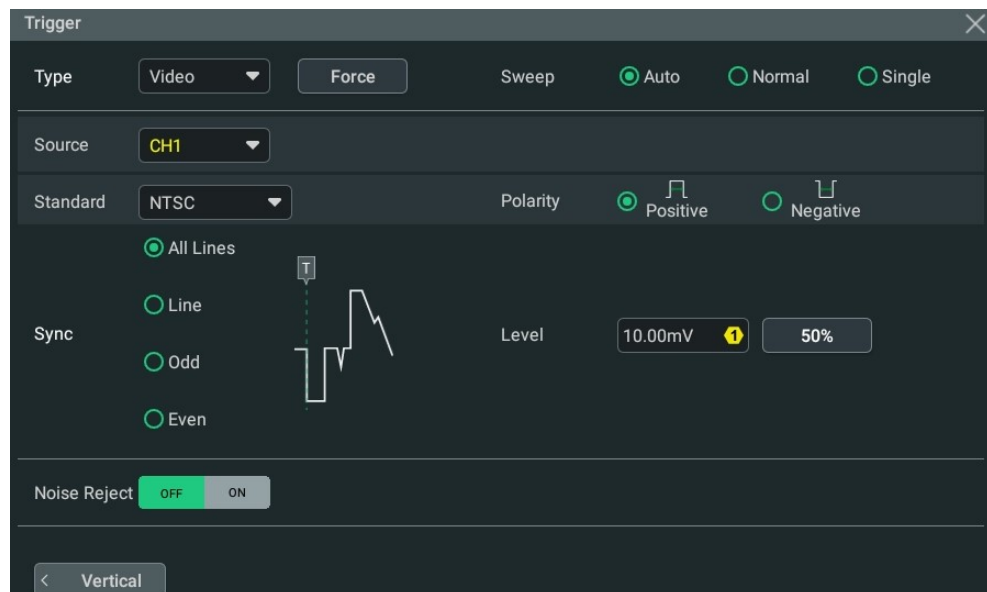 Trigger
Type Video Force Sweep Auto Normal Single
Source CH1
Standard NTSC Polarity Positive Negative
All Lines
T
Line
Sync Level 10.00mV 1 50%
Odd
Even
Noise Reject OFF ON
< Vertical